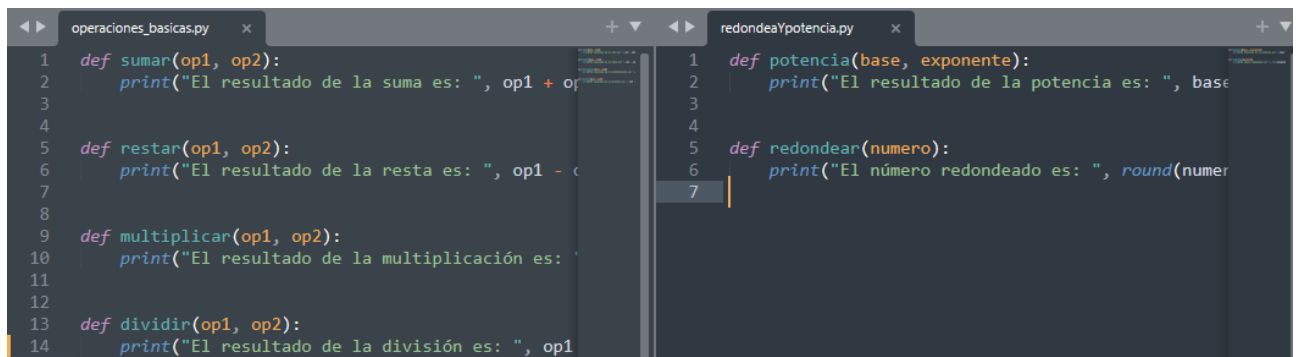 operaciones_basicas.py
1 def sumar(op1, op2):
2 print("El resultado de la suma es: ", op1 + op
3
4
5 def restar(op1, op2):
6 print("El resultado de la resta es: ", op1 -
7
8
9 def multiplicar(op1, op2):
10 print("El resultado de la multiplicación es: "
11
12
13 def dividir(op1, op2):
14 print("El resultado de la división es: ", op1
redondeaYpotencia.py
1 def potencia(base, exponente):
2 print("El resultado de la potencia es: ", base
3
4
5 def redondear(numero):
6 print("El número redondeado es: ", round(numer
7